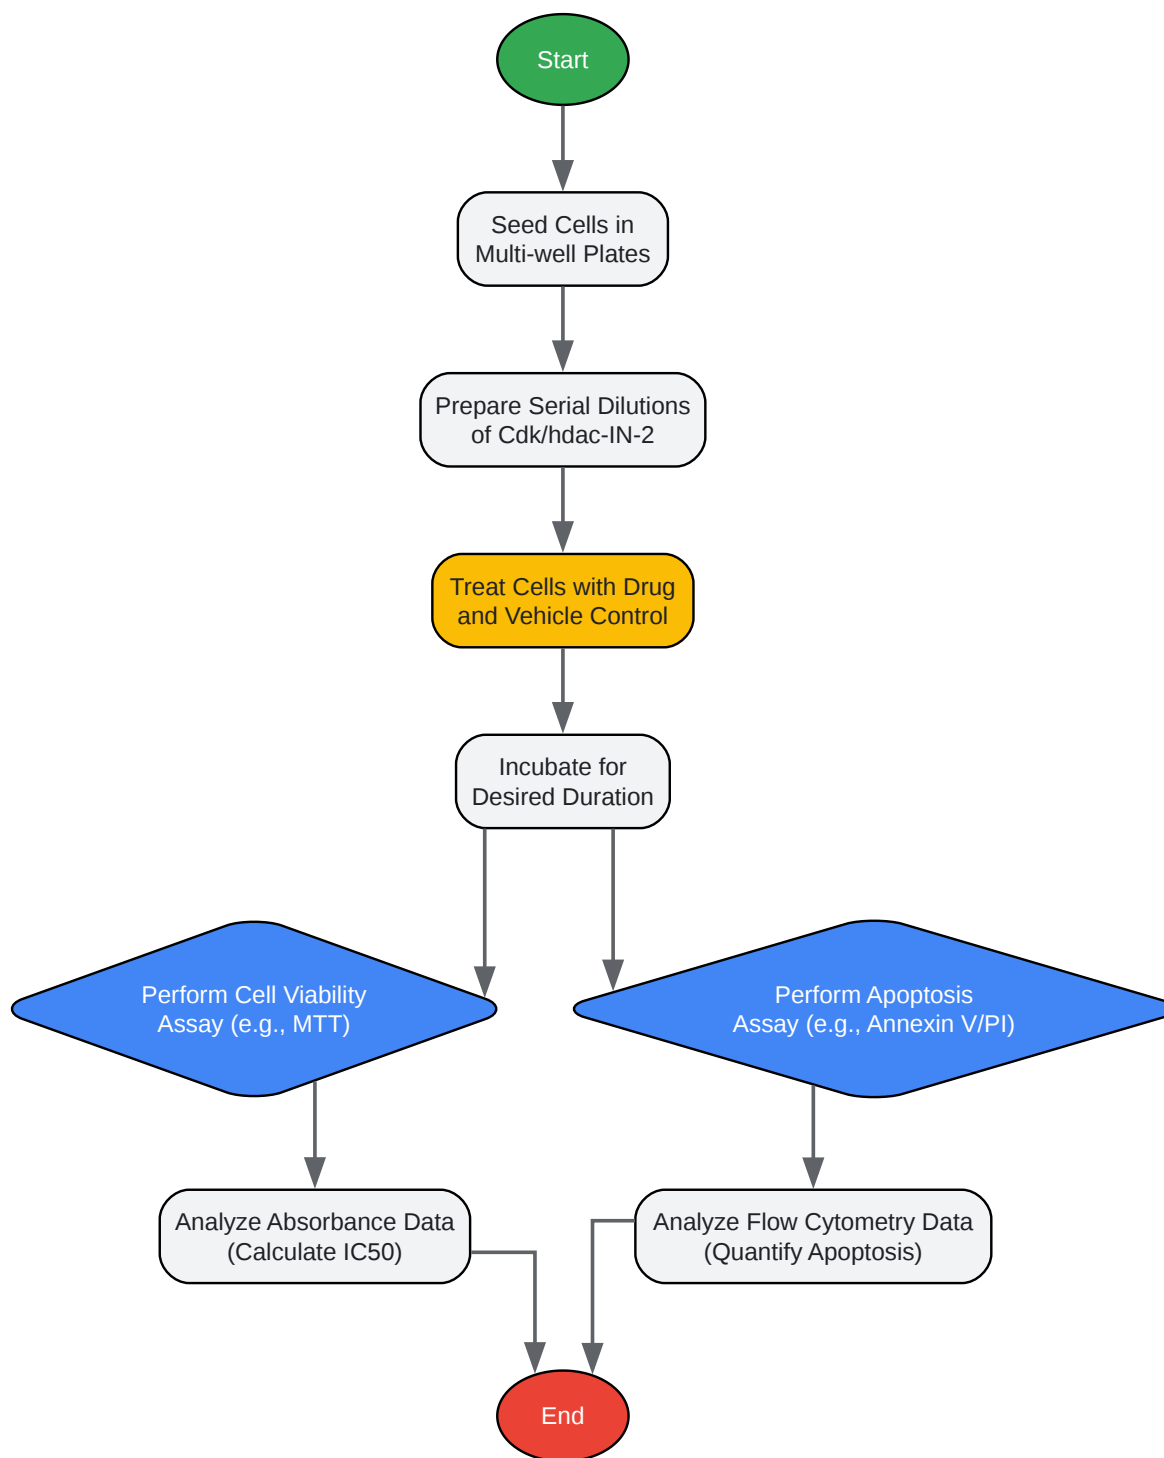 Start
Seed Cells in
Multi-well Plates
Prepare Serial Dilutions
of Cdk/hdac-IN-2
Treat Cells with Drug
and Vehicle Control
Incubate for
Desired Duration
Perform Cell Viability
Assay (e.g., MTT)
Perform Apoptosis
Assay (e.g., Annexin V/PI)
Analyze Absorbance Data
(Calculate IC50)
Analyze Flow Cytometry Data
(Quantify Apoptosis)
End